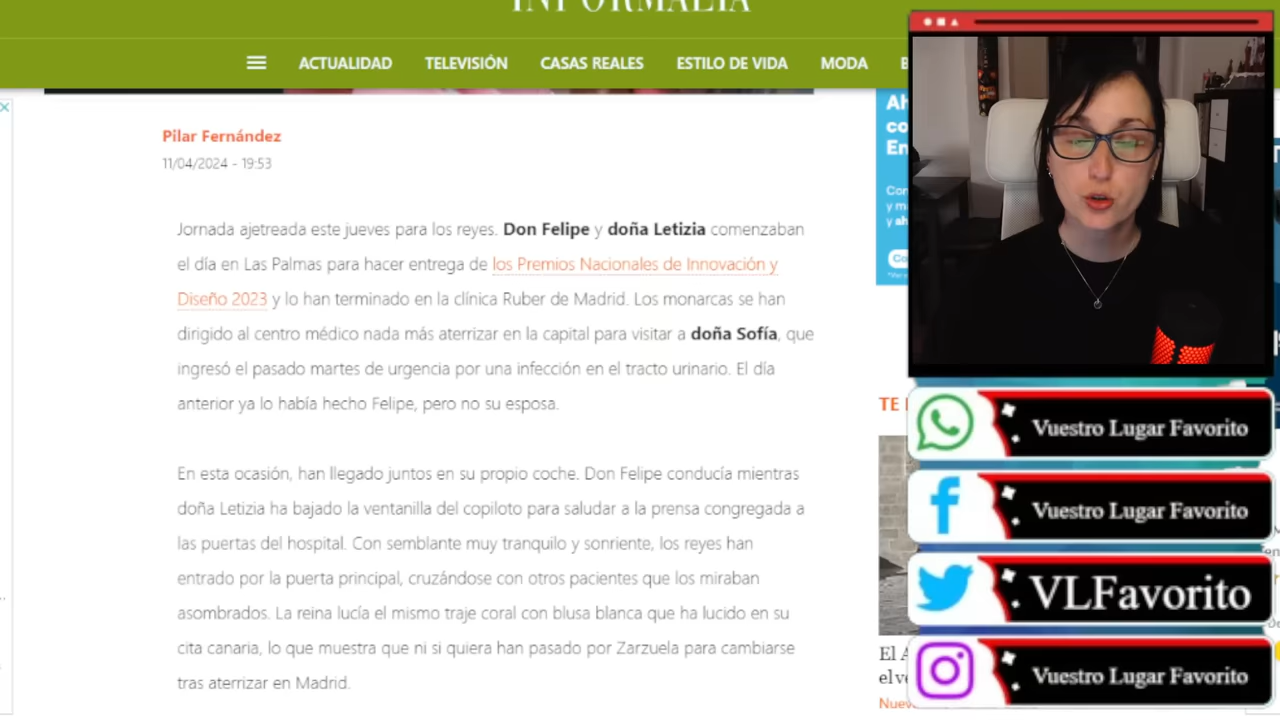 INFORMALIA
ACTUALIDAD TELEVISIÓN CASAS REALES ESTILO DE VIDA MODA
Pilar Fernández
11/04/2024 - 19:53
Jornada ajetreada este jueves para los reyes. Don Felipe y doña Letizia comenzaban
el día en Las Palmas para hacer entrega de los Premios Nacionales de Innovación y
Diseño 2023 y lo han terminado en la clínica Ruber de Madrid. Los monarcas se han
dirigido al centro médico nada más aterrizar en la capital para visitar a doña Sofía, que
ingresó el pasado martes de urgencia por una infección en el tracto urinario. El día
anterior ya lo había hecho Felipe, pero no su esposa.
En esta ocasión, han llegado juntos en su propio coche. Don Felipe conducía mientras
doña Letizia ha bajado la ventanilla del copiloto para saludar a la prensa congregada a
las puertas del hospital. Con semblante muy tranquilo y sonriente, los reyes han
entrado por la puerta principal, cruzándose con otros pacientes que los miraban
asombrados. La reina lucía el mismo traje coral con blusa blanca que ha lucido en su
cita canaria, lo que muestra que ni si quiera han pasado por Zarzuela para cambiarse
tras aterrizar en Madrid.
TE
El
Vuestro Lugar Favorito
Vuestro Lugar Favorito
VLFavorito
Vuestro Lugar Favorito